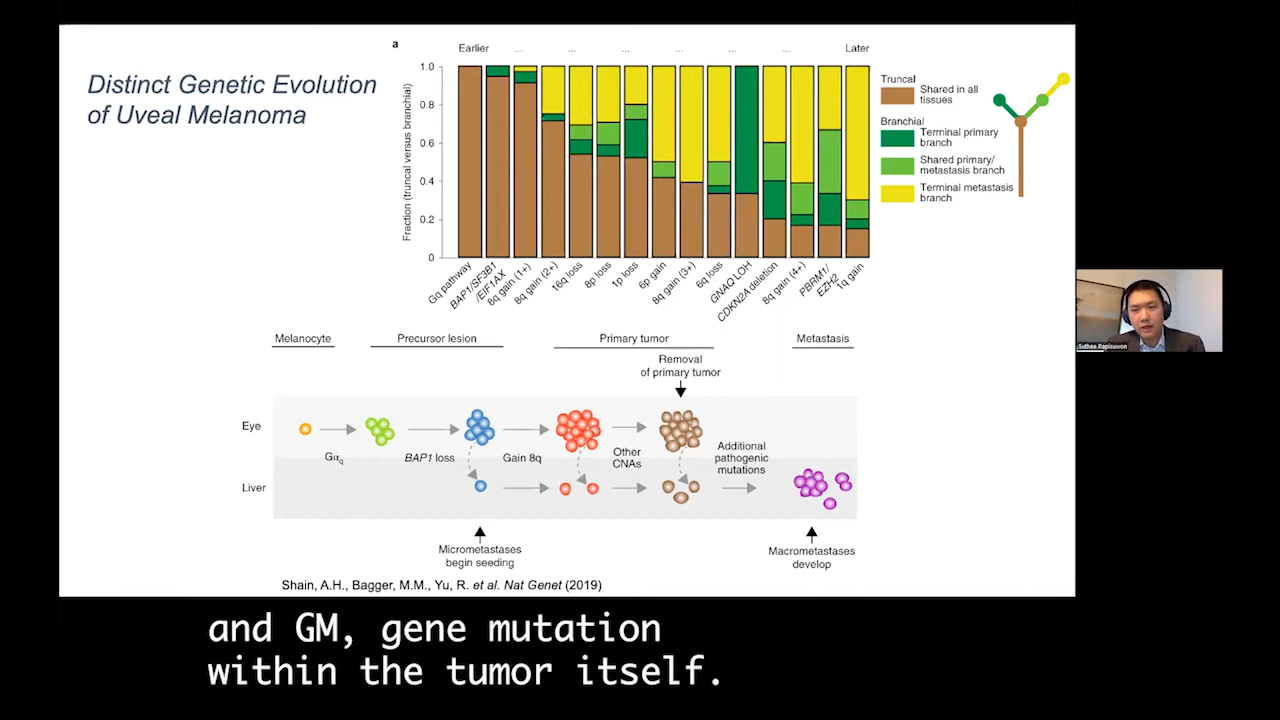 Distinct Genetic Evolution
of Uveal Melanoma
a
Earlier ... ... ... ... ... ... Later
Fraction (truncal versus branchial)
1.0
0.8
0.6
0.4
0.2
0
Gq pathway
BAP1/SF3B1
/EIF1AX
8q gain (1+)
8q gain (2+)
16q loss
8p loss
1p loss
6p gain
8q gain (3+)
6q loss
GNAQ LOH
CDKN2A deletion
8q gain (4+)
PBRM1/
EZH2
1q gain
Truncal
Shared in all
tissues
Branchial
Terminal primary
branch
Shared primary/
metastasis branch
Terminal metastasis
branch
Suthee Rapisuwon
Melanocyte
Precursor lesion
Primary tumor
Metastasis
Removal
of primary tumor
Eye
Gαq
BAP1 loss
Gain 8q
Other
CNAs
Additional
pathogenic
mutations
Liver
Micrometastases
begin seeding
Macrometastases
develop
Shain, A.H., Bagger, M.M., Yu, R. et al. Nat Genet (2019)
and GM, gene mutation
within the tumor itself.